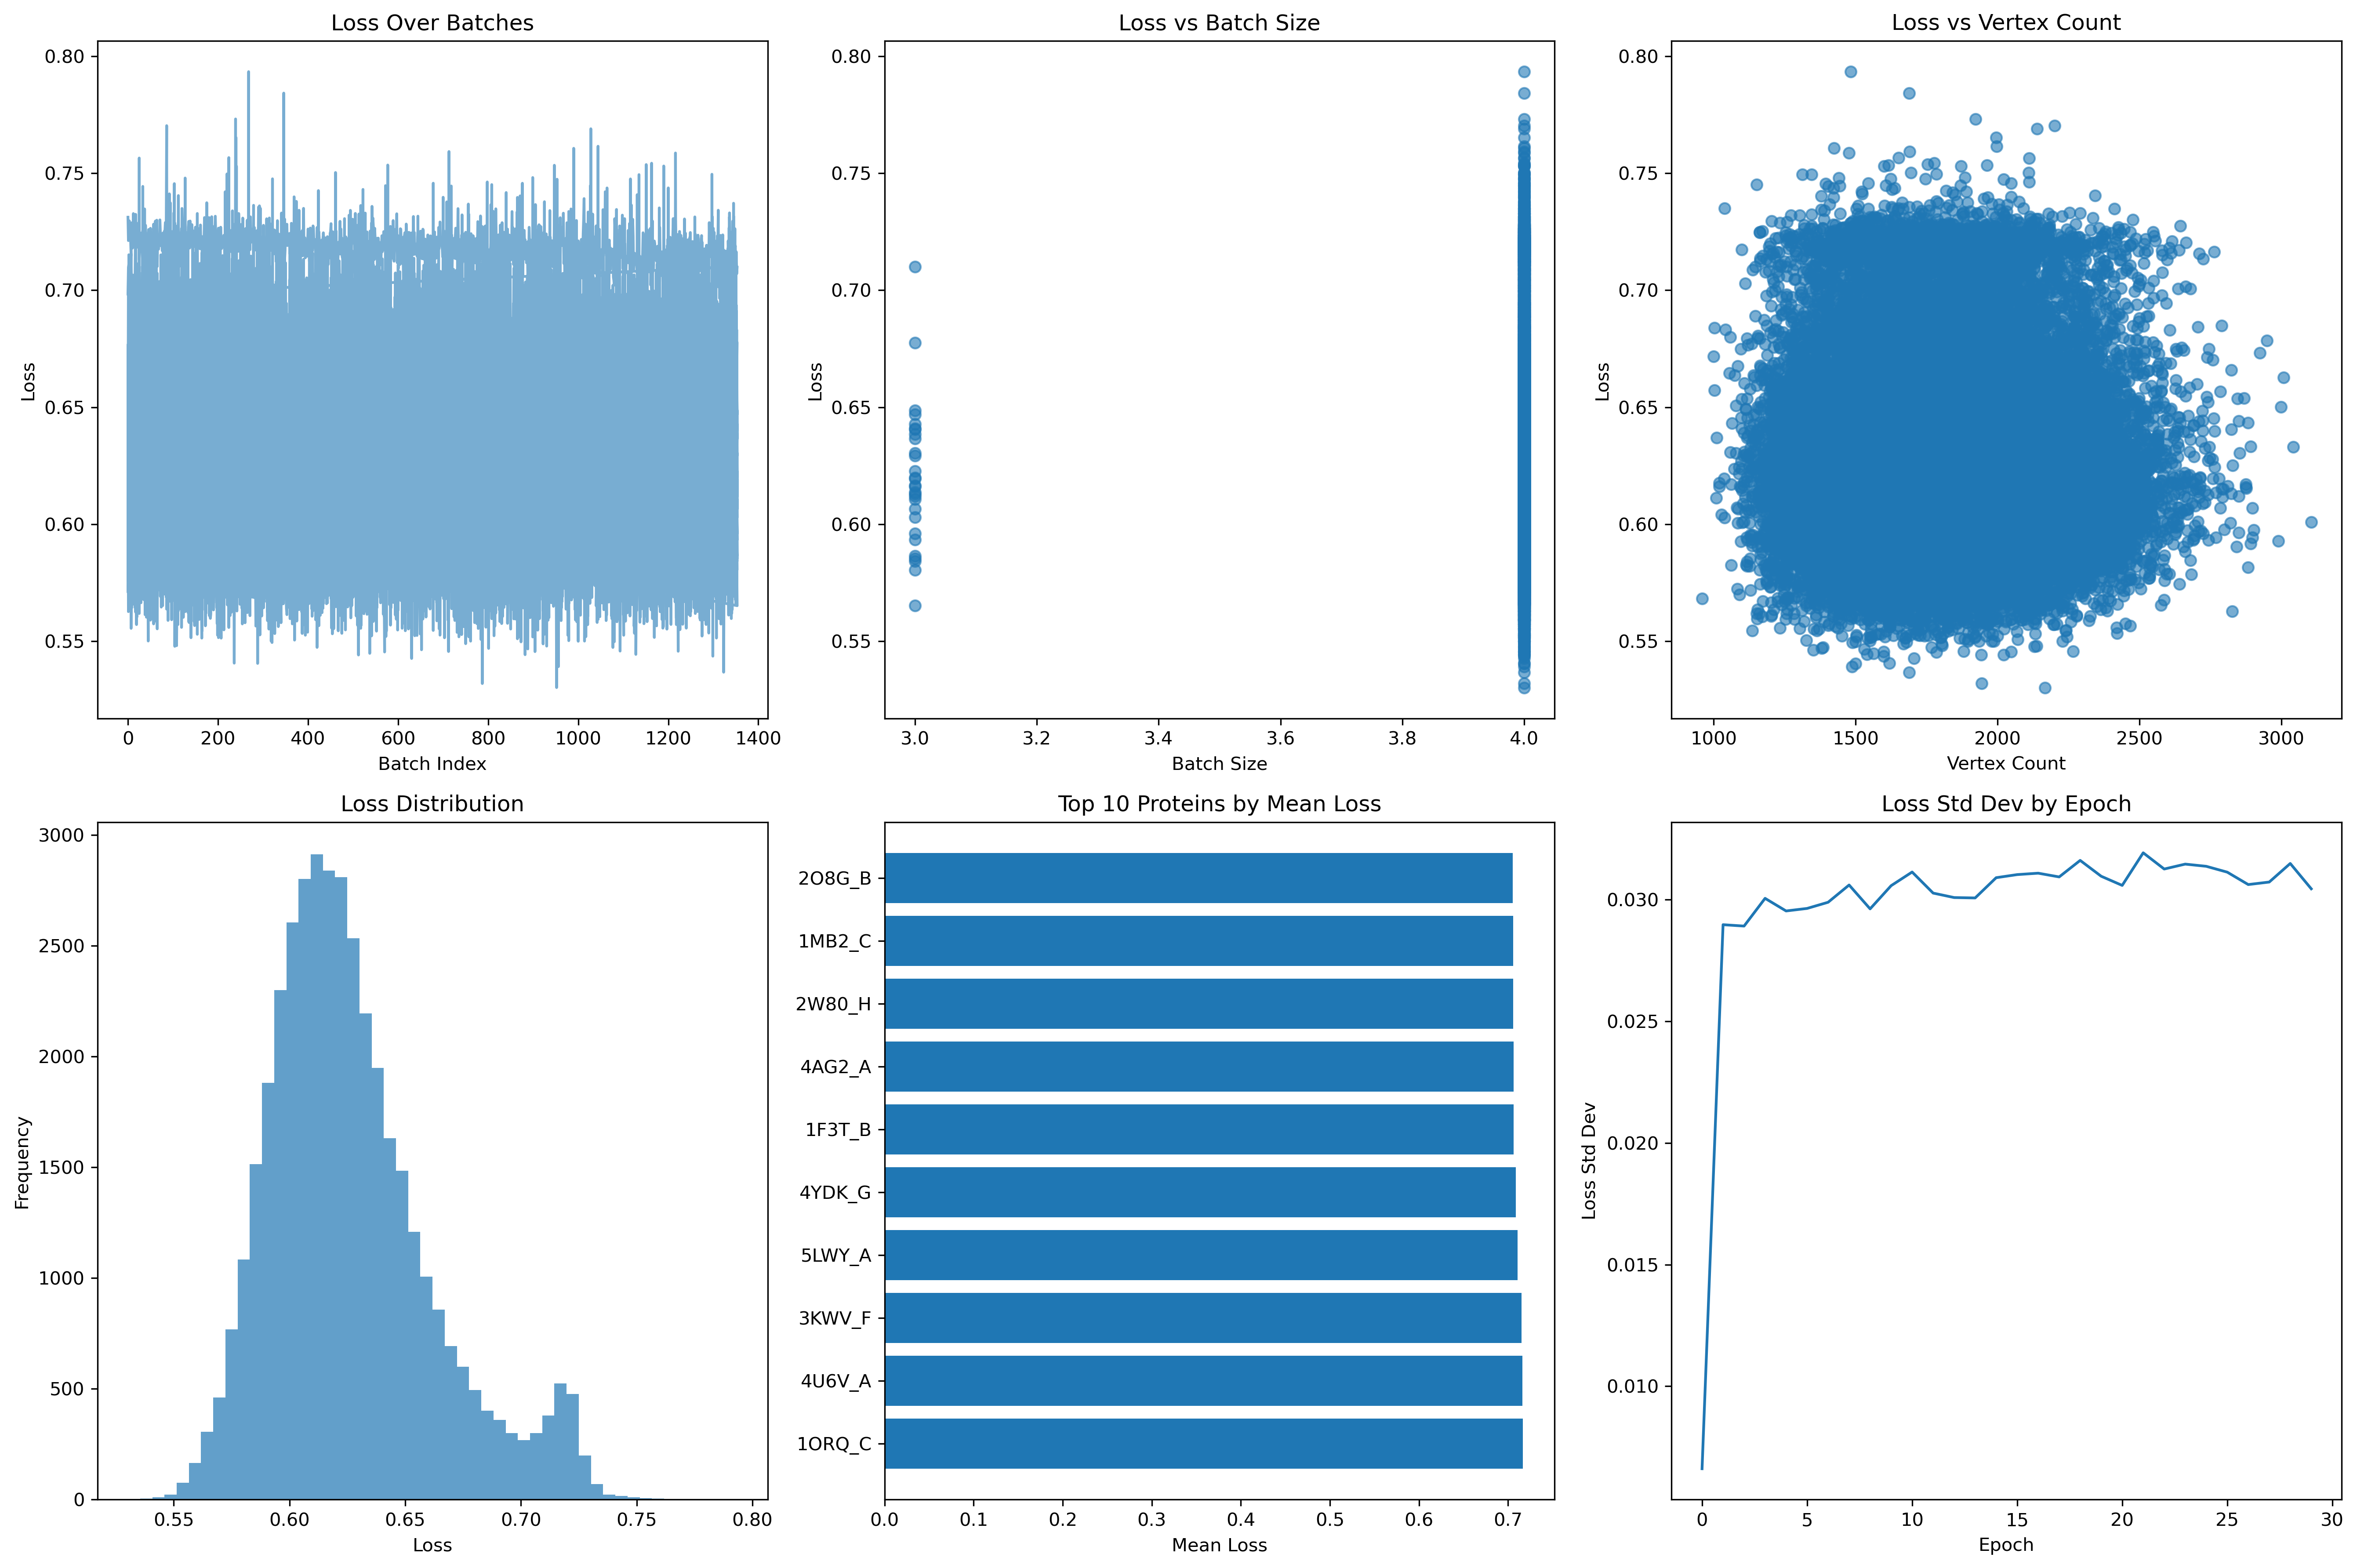 Loss Over Batches
0.80
0.75
0.70
0.65
0.60
0.55
Loss
0 200 400 600 800 1000 1200 1400
Batch Index
Loss vs Batch Size
0.80
0.75
0.70
0.65
0.60
0.55
Loss
3.0 3.2 3.4 3.6 3.8 4.0
Batch Size
Loss vs Vertex Count
0.80
0.75
0.70
0.65
0.60
0.55
Loss
1000 1500 2000 2500 3000
Vertex Count
Loss Distribution
3000
2500
2000
1500
1000
500
0
Frequency
0.55 0.60 0.65 0.70 0.75 0.80
Loss
Top 10 Proteins by Mean Loss
2O8G_B
1MB2_C
2W80_H
4AG2_A
1F3T_B
4YDK_G
5LWY_A
3KWV_F
4U6V_A
1ORQ_C
0.0 0.1 0.2 0.3 0.4 0.5 0.6 0.7
Mean Loss
Loss Std Dev by Epoch
0.030
0.025
0.020
0.015
0.010
Loss Std Dev
0 5 10 15 20 25 30
Epoch